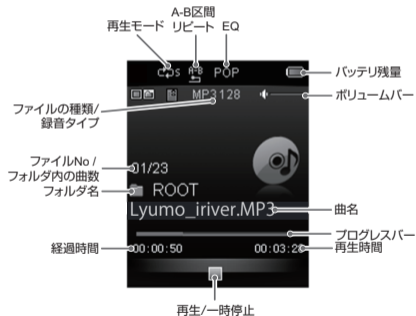 A-B区間
再生モード リピート EQ
A-B
POP
バッテリ残量
MP3128
ボリュームバー
ファイルの種類/
録音タイプ
ファイルNo /
フォルダ内の曲数
01/23
フォルダ名
ROOT
Lyumo_iriver.MP3
曲名
プログレスバー
経過時間
00:00:50
再生時間
再生/一時停止